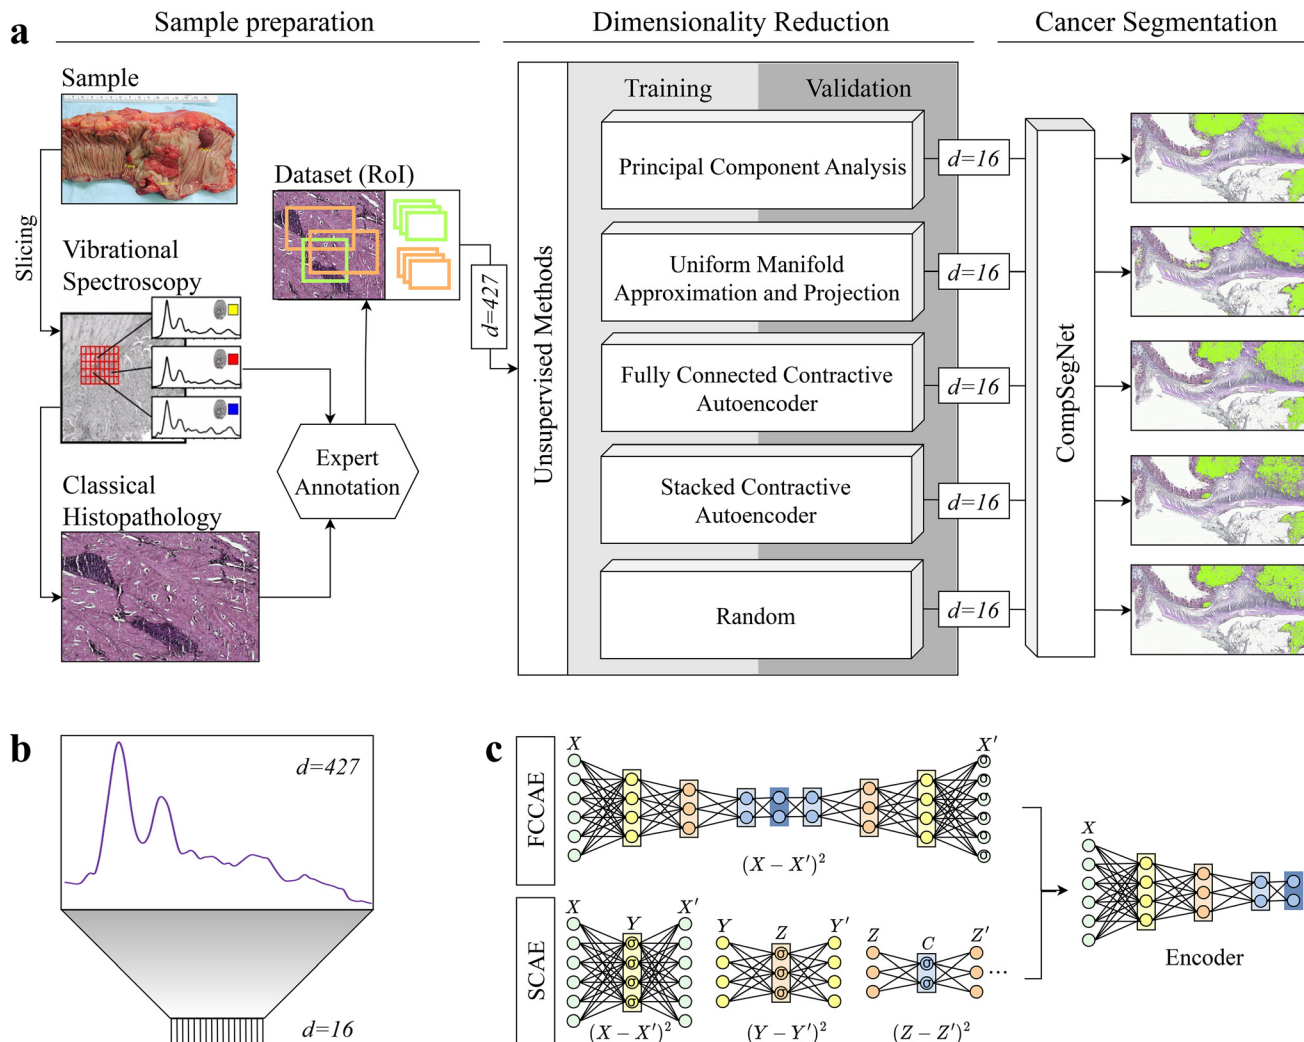 a
Sample preparation
Dimensionality Reduction
Cancer Segmentation
Sample
Slicing
Vibrational
Spectroscopy
Classical
Histopathology
Expert
Annotation
Dataset (RoI)
d=427
Unsupervised Methods
Training
Validation
Principal Component Analysis
d=16
Uniform Manifold
Approximation and Projection
d=16
Fully Connected Contractive
Autoencoder
d=16
Stacked Contractive
Autoencoder
d=16
Random
d=16
CompSegNet
b
d=427
d=16
c
FCCAE
X
X′
(X − X′)²
SCAE
X
Y
σ
σ
σ
σ
X′
(X − X′)²
Y
Z
σ
σ
σ
Y′
(Y − Y′)²
Z
C
σ
σ
Z′
...
(Z − Z′)²
X
Encoder